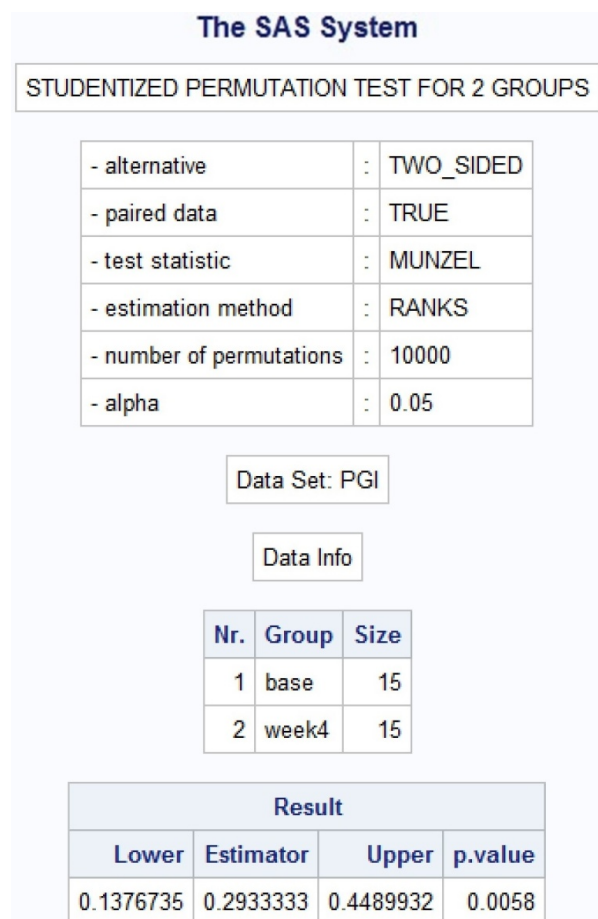 The SAS System
STUDENTIZED PERMUTATION TEST FOR 2 GROUPS
- alternative : TWO_SIDED
- paired data : TRUE
- test statistic : MUNZEL
- estimation method : RANKS
- number of permutations : 10000
- alpha : 0.05
Data Set: PGI
Data Info
Nr. Group Size
1 base 15
2 week4 15
Result
Lower Estimator Upper p.value
0.1376735 0.2933333 0.4489932 0.0058